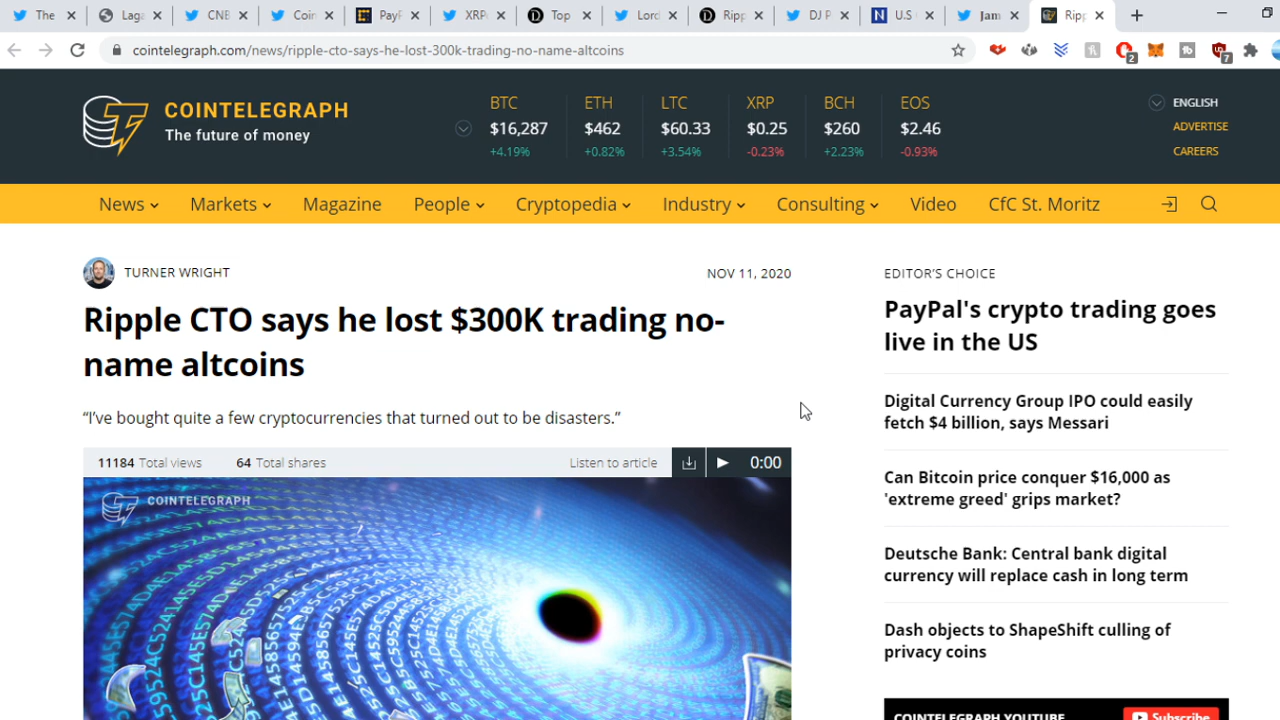 The
Laga
CNB
Coin
PayF
XRP
Top
Lord
Ripp
DJ P
U.S
Jam
Ripp
cointelegraph.com/news/ripple-cto-says-he-lost-300k-trading-no-name-altcoins
2
7
COINTELEGRAPH
The future of money
BTC ETH LTC XRP BCH EOS
$16,287 $462 $60.33 $0.25 $260 $2.46
+4.19% +0.82% +3.54% -0.23% +2.23% -0.93%
ENGLISH
ADVERTISE
CAREERS
News Markets Magazine People Cryptopedia Industry Consulting Video CfC St. Moritz
TURNER WRIGHT
NOV 11, 2020
Ripple CTO says he lost $300K trading no-
name altcoins
“I’ve bought quite a few cryptocurrencies that turned out to be disasters.”
11184 Total views 64 Total shares Listen to article 0:00
COINTELEGRAPH
EDITOR’S CHOICE
PayPal's crypto trading goes
live in the US
Digital Currency Group IPO could easily
fetch $4 billion, says Messari
Can Bitcoin price conquer $16,000 as
'extreme greed' grips market?
Deutsche Bank: Central bank digital
currency will replace cash in long term
Dash objects to ShapeShift culling of
privacy coins
COINTELEGRAPH YOUTUBE
Subscribe